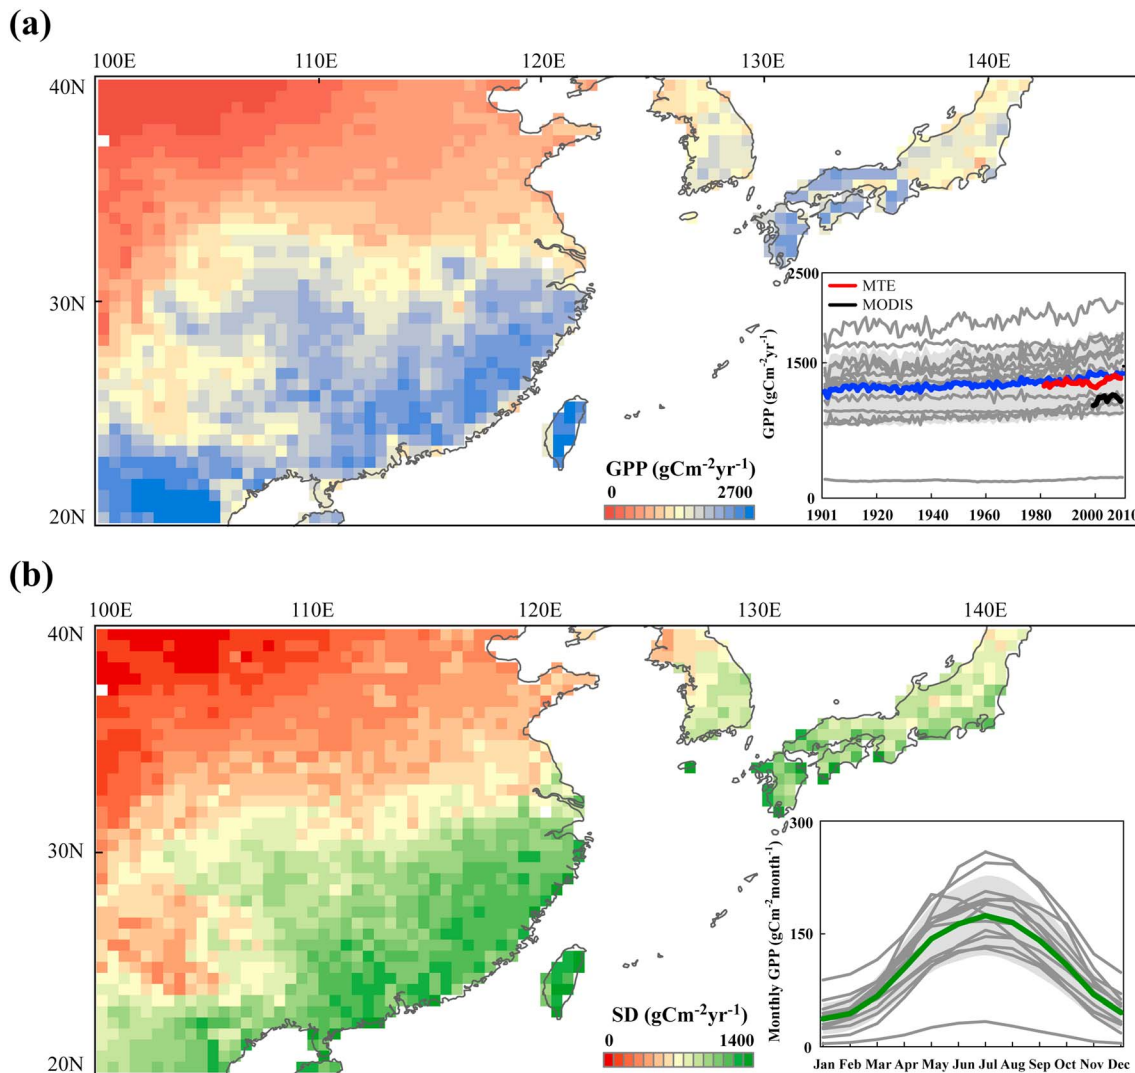 (a)
100E 110E 120E 130E 140E
40N
30N
20N
GPP (gCm⁻²yr⁻¹)
0 2700
2500
1500
0
GPP (gCm⁻²yr⁻¹)
MTE
MODIS
1901 1920 1940 1960 1980 2000 2010
(b)
100E 110E 120E 130E 140E
40N
30N
20N
SD (gCm⁻²yr⁻¹)
0 1400
300
150
0
Monthly GPP (gCm⁻²month⁻¹)
Jan Feb Mar Apr May Jun Jul Aug Sep Oct Nov Dec